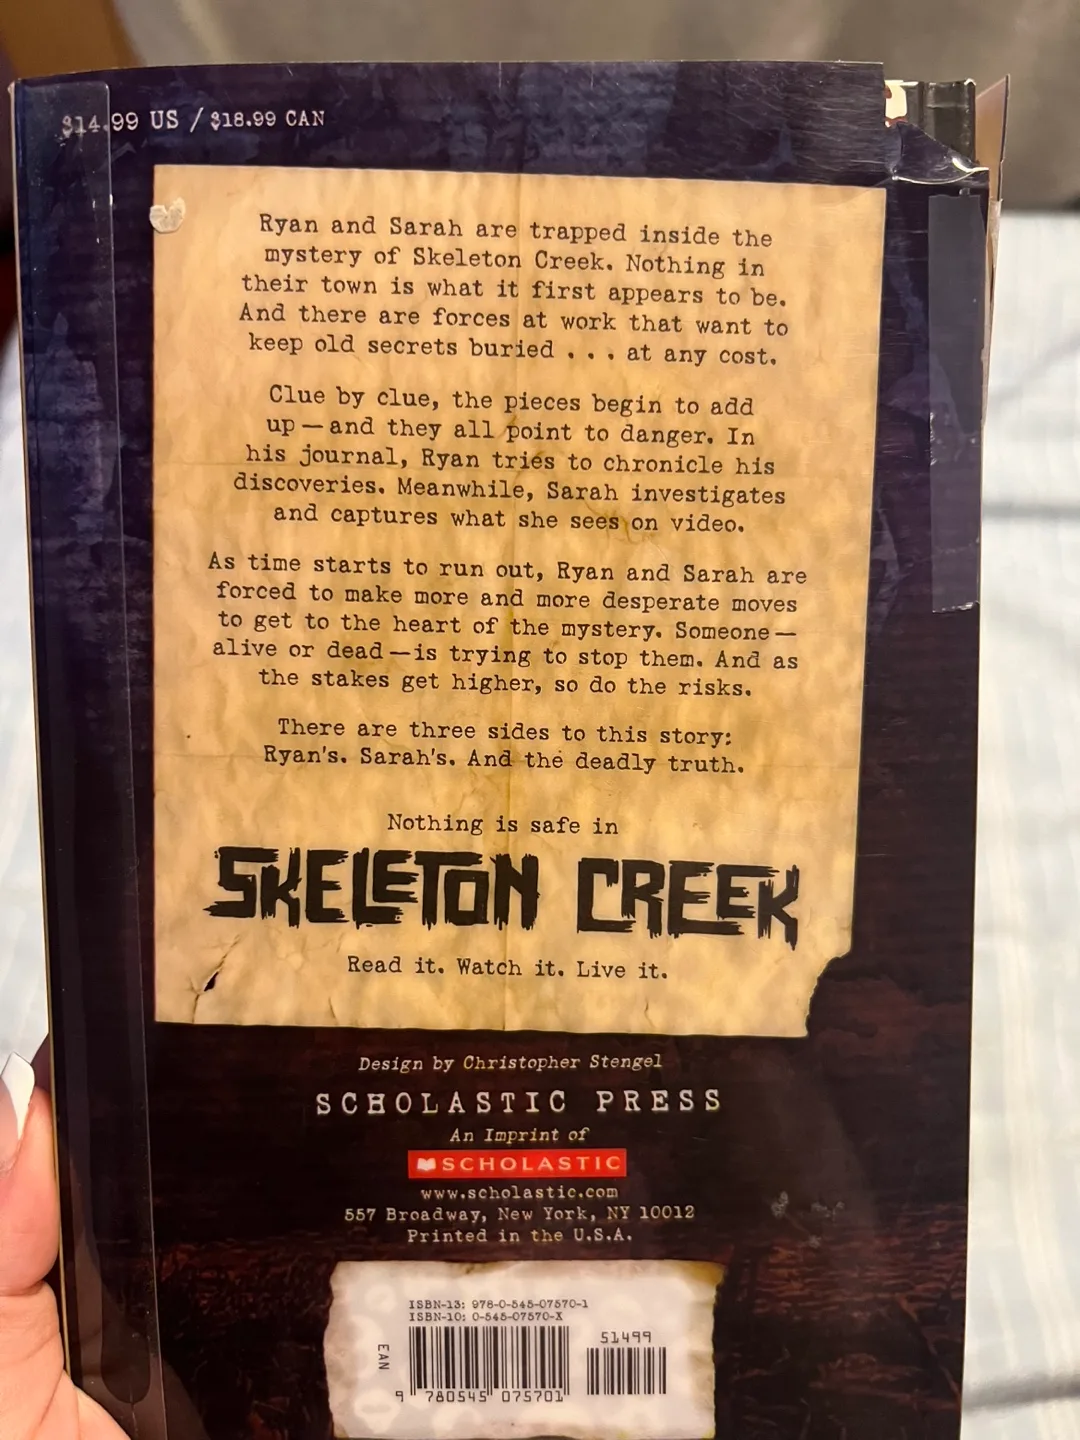 $14.99 US / $18.99 CAN
Ryan and Sarah are trapped inside the
mystery of Skeleton Creek. Nothing in
their town is what it first appears to be.
And there are forces at work that want to
keep old secrets buried . . . at any cost.
Clue by clue, the pieces begin to add
up — and they all point to danger. In
his journal, Ryan tries to chronicle his
discoveries. Meanwhile, Sarah investigates
and captures what she sees on video.
As time starts to run out, Ryan and Sarah are
forced to make more and more desperate moves
to get to the heart of the mystery. Someone —
alive or dead — is trying to stop them. And as
the stakes get higher, so do the risks.
There are three sides to this story:
Ryan's. Sarah's. And the deadly truth.
Nothing is safe in
SKELETON CREEK
Read it. Watch it. Live it.
Design by Christopher Stengel
SCHOLASTIC PRESS
An Imprint of
SCHOLASTIC
www.scholastic.com
557 Broadway, New York, NY 10012
Printed in the U.S.A.
ISBN-13: 978-0-545-07570-1
ISBN-10: 0-545-07570-X
51499
EAN
9 780545 075701